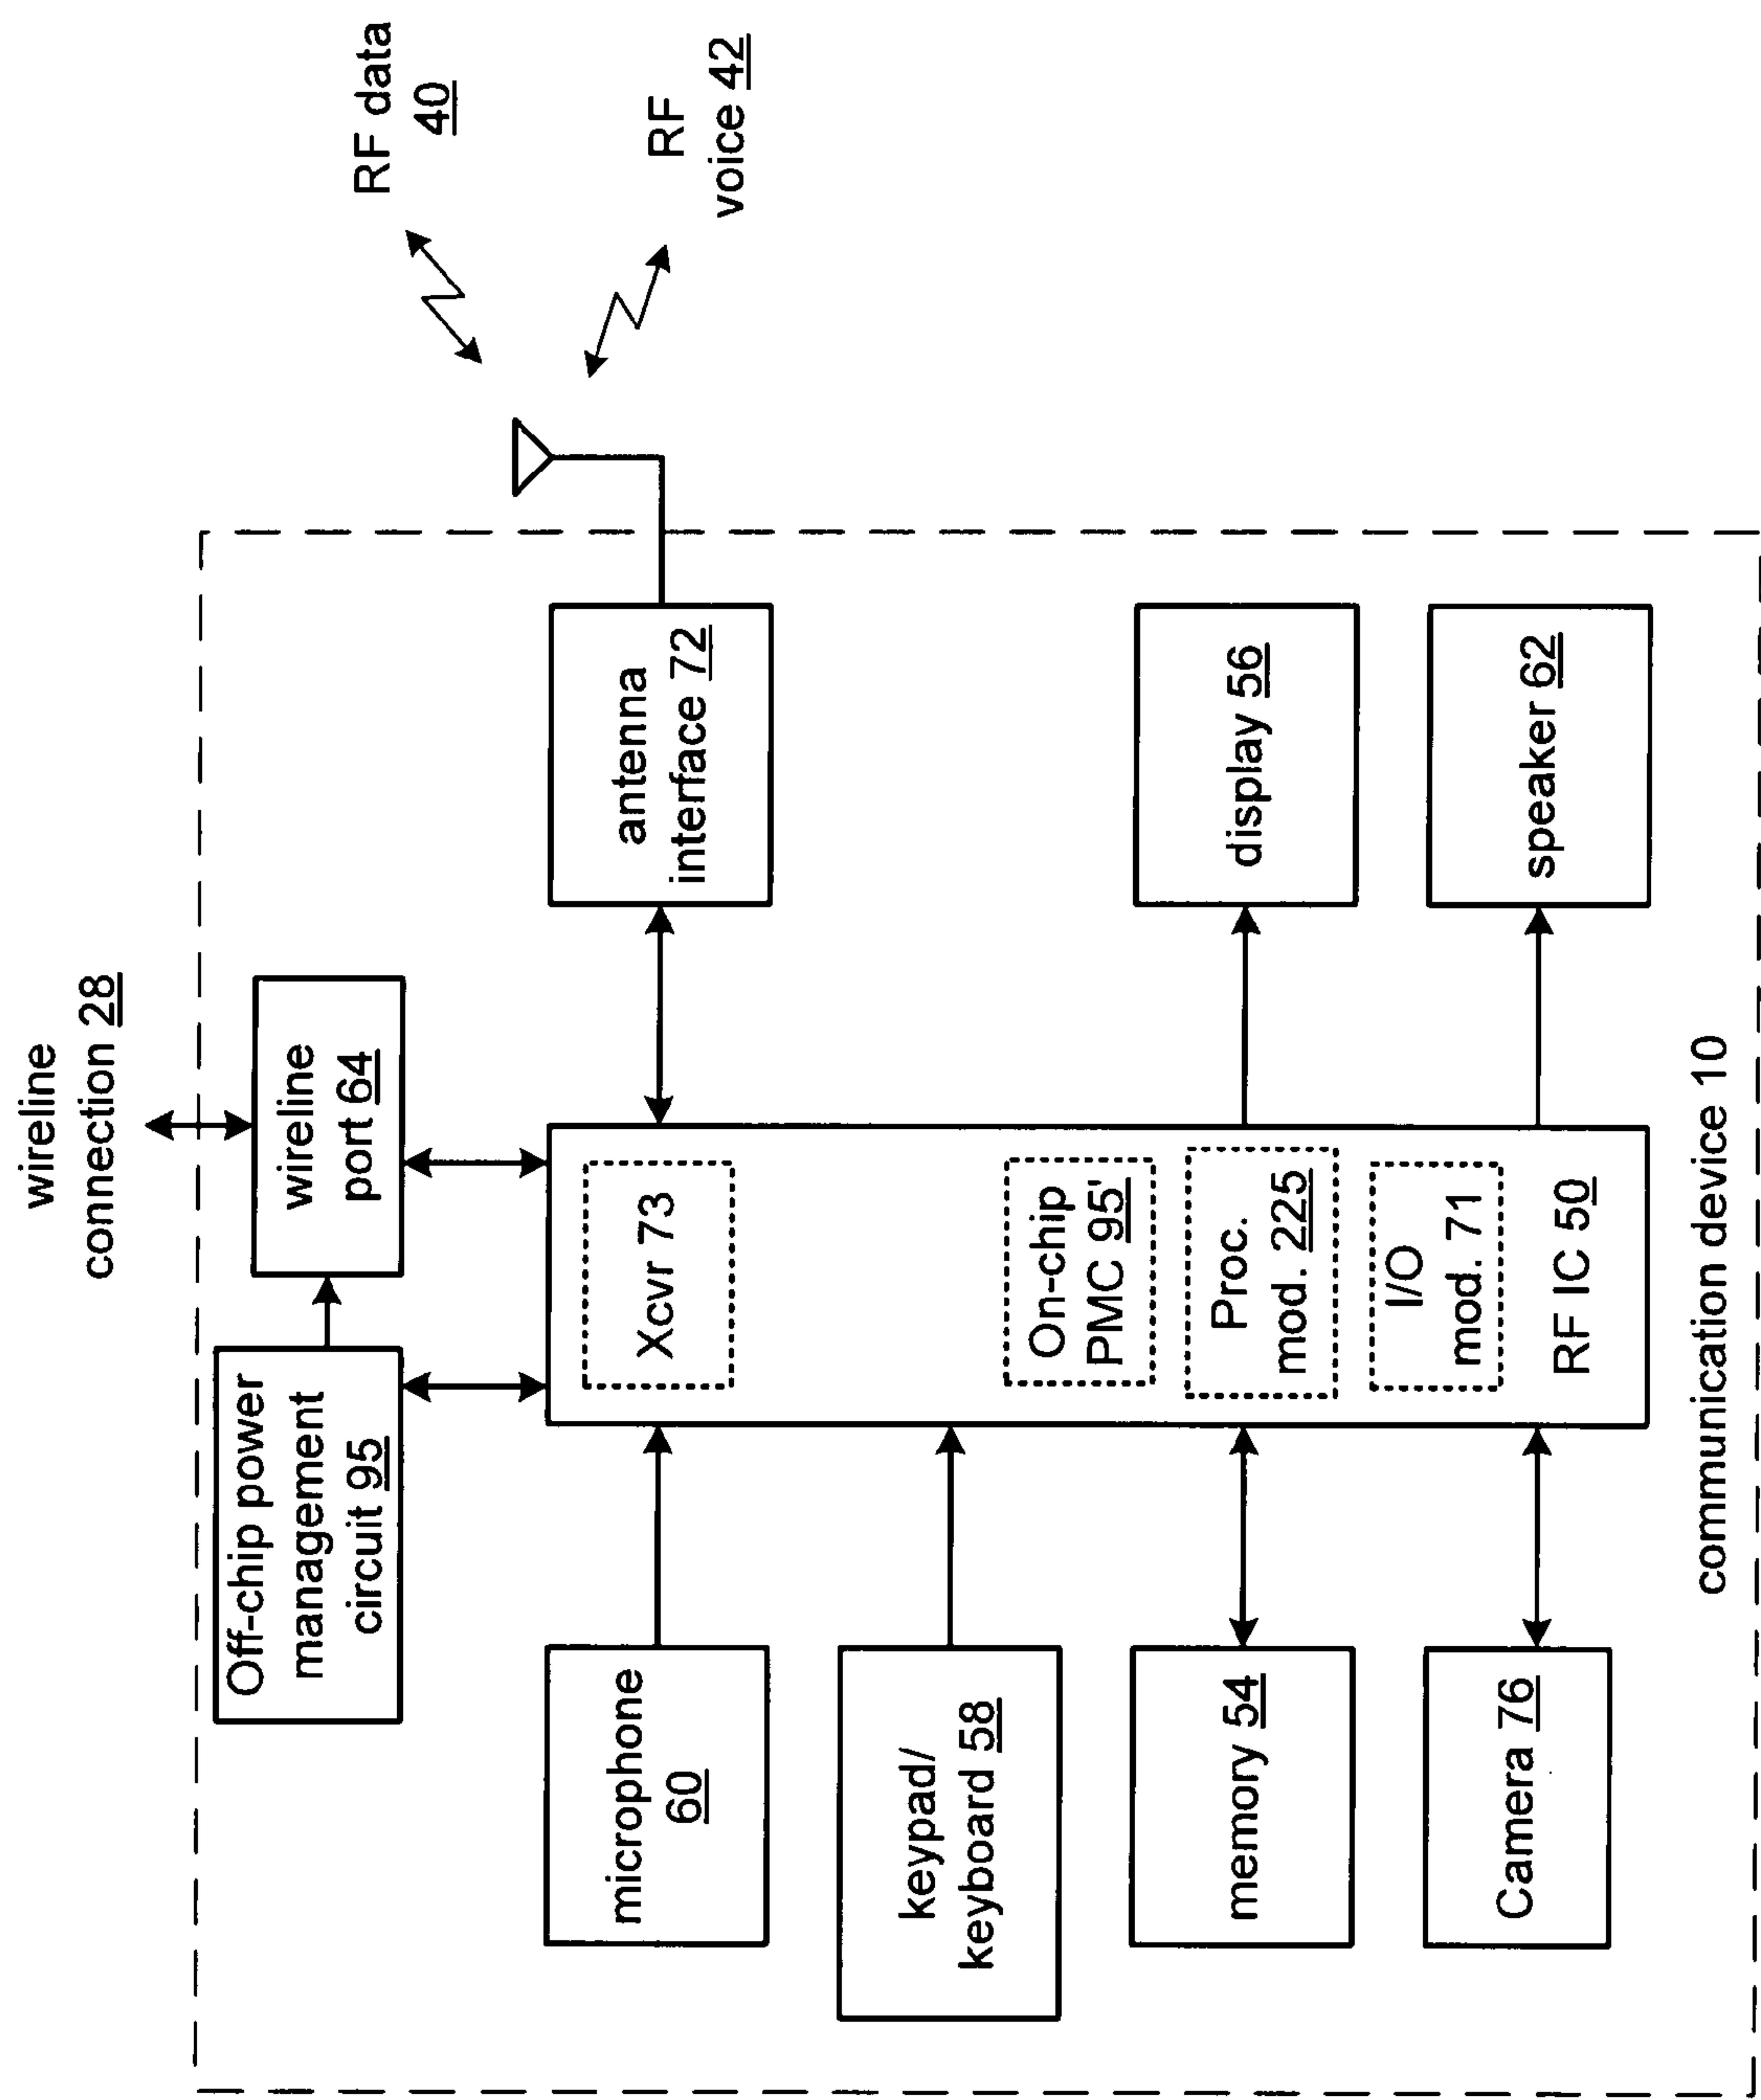 wireline
connection 28
RF data
40
RF
voice 42
Off-chip power
management
circuit 95
wireline
port 64
microphone
60
keypad/
keyboard 58
memory 54
Camera 76
Xcvr 73
On-chip
PMC 95'
Proc.
mod. 225
I/O
mod. 71
RF IC 50
antenna
interface 72
display 56
speaker 62
communication device 10